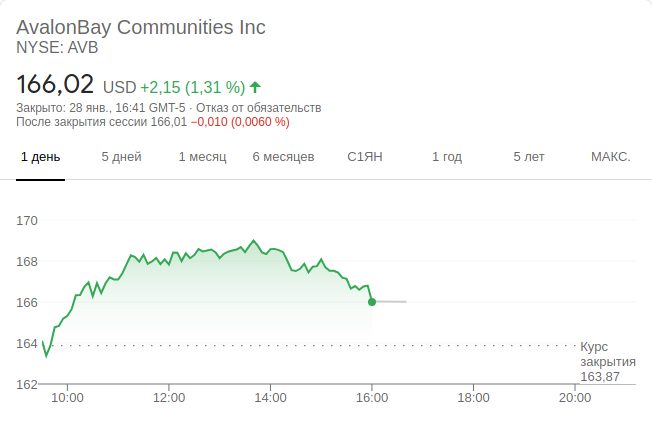 AvalonBay Communities Inc
NYSE: AVB
166,02 USD +2,15 (1,31 %)
Закрыто: 28 янв., 16:41 GMT-5 · Отказ от обязательств
После закрытия сессии 166,01 −0,010 (0,0060 %)
1 день 5 дней 1 месяц 6 месяцев С1ЯН 1 год 5 лет МАКС.
170
168
166
164
162
Курс
закрытия
163,87
10:00 12:00 14:00 16:00 18:00 20:00